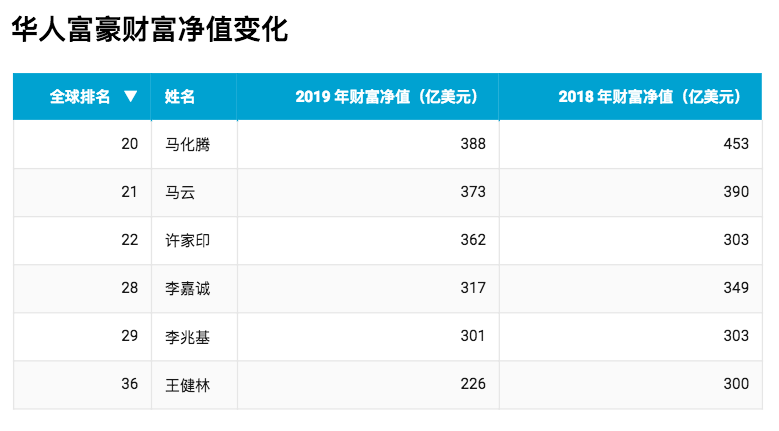 华人富豪财富净值变化
全球排名 ▼ 姓名 2019 年财富净值（亿美元） 2018 年财富净值（亿美元）
20 马化腾 388 453
21 马云 373 390
22 许家印 362 303
28 李嘉诚 317 349
29 李兆基 301 303
36 王健林 226 300